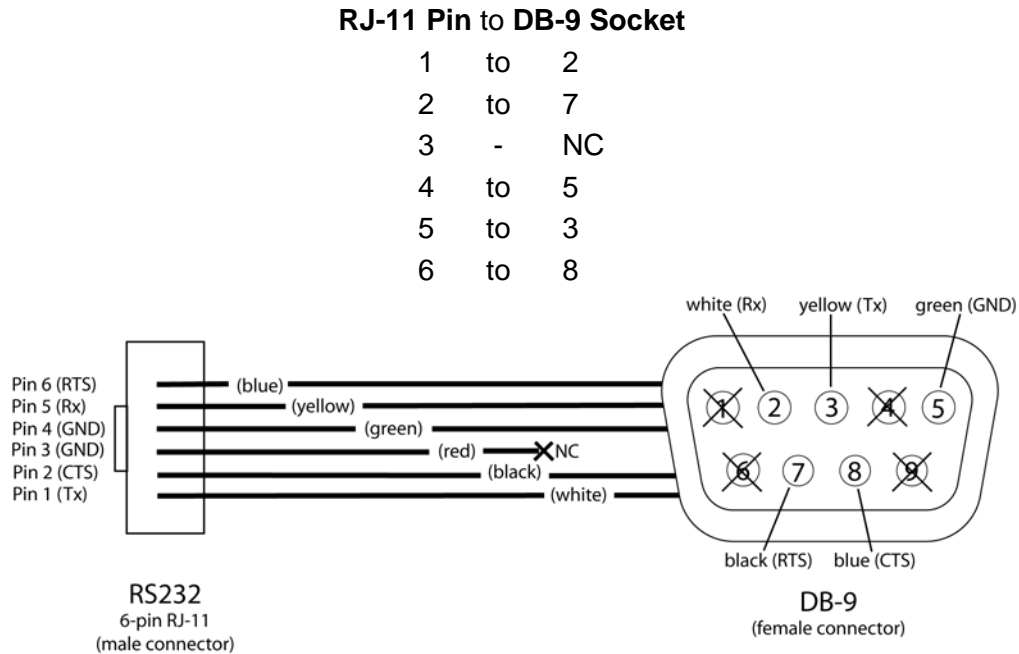 RJ-11 Pin to DB-9 Socket
1 to 2
2 to 7
3 - NC
4 to 5
5 to 3
6 to 8
white (Rx) yellow (Tx) green (GND)
Pin 6 (RTS) (blue)
Pin 5 (Rx) (yellow)
Pin 4 (GND) (green)
Pin 3 (GND) (red) NC
Pin 2 (CTS) (black)
Pin 1 (Tx) (white)
1 2 3 4 5
6 7 8 9
black (RTS) blue (CTS)
RS232
6-pin RJ-11
(male connector)
DB-9
(female connector)